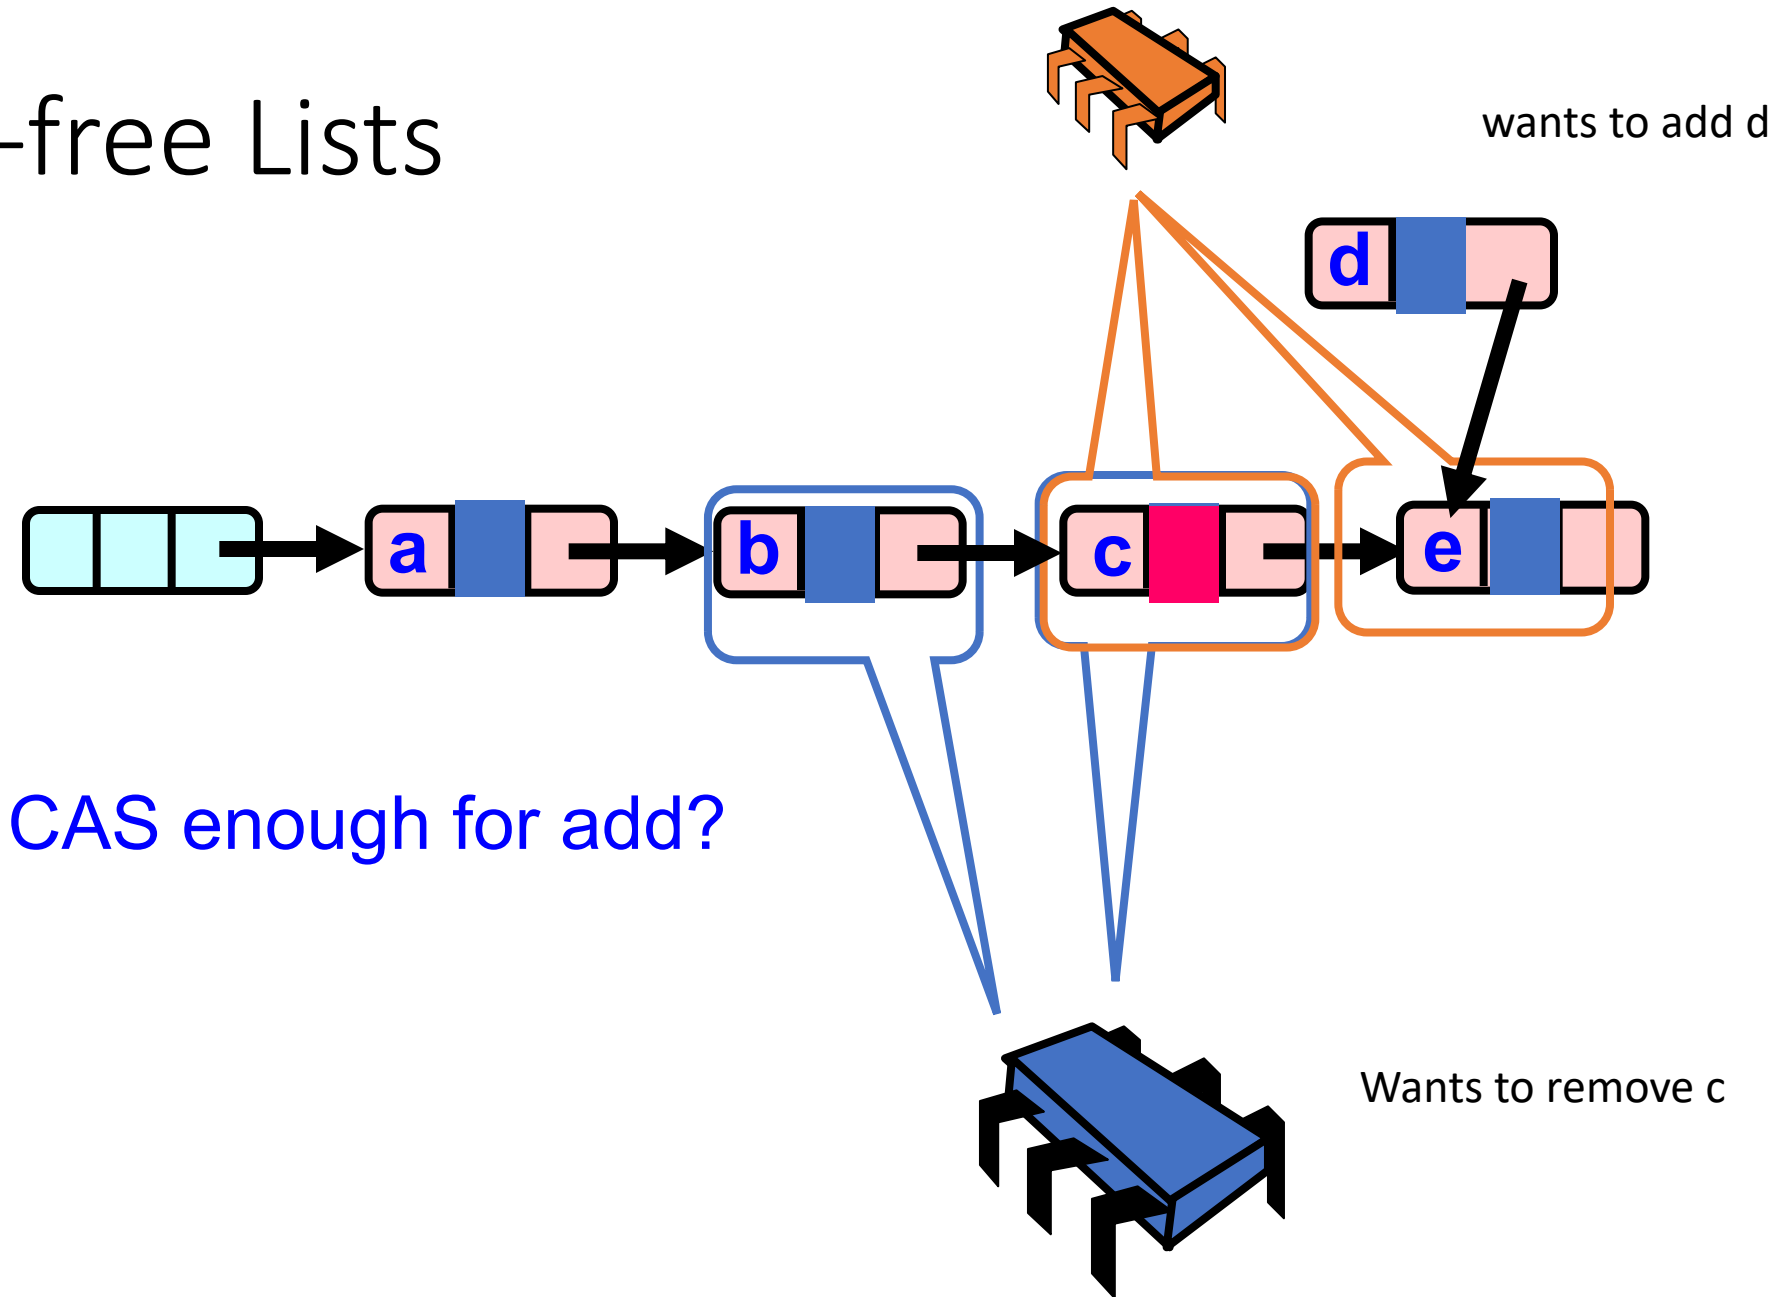 -free Lists
wants to add d
d
a b c e
CAS enough for add?
Wants to remove c